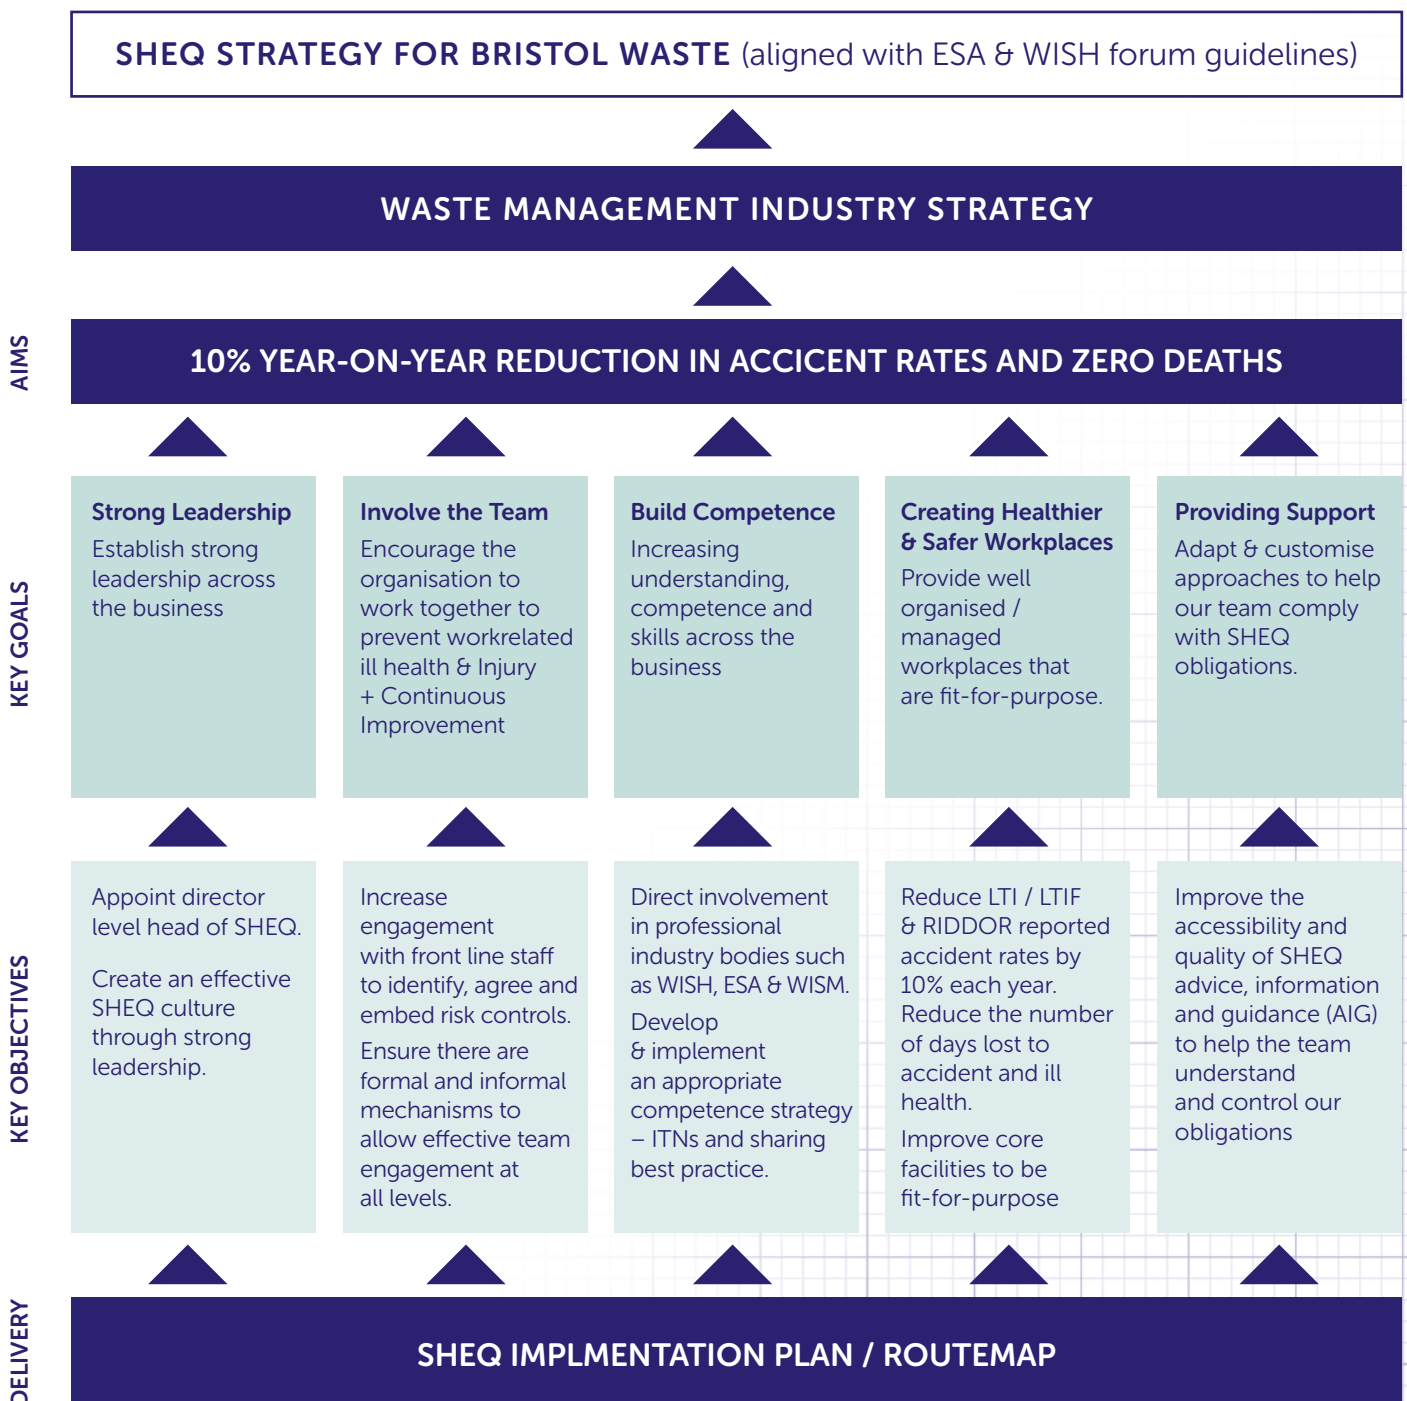 SHEQ STRATEGY FOR BRISTOL WASTE (aligned with ESA & WISH forum guidelines)
WASTE MANAGEMENT INDUSTRY STRATEGY
AIMS
10% YEAR-ON-YEAR REDUCTION IN ACCICENT RATES AND ZERO DEATHS
KEY GOALS
Strong Leadership
Establish strong
leadership across
the business
Involve the Team
Encourage the
organisation to
work together to
prevent workrelated
ill health & Injury
+ Continuous
Improvement
Build Competence
Increasing
understanding,
competence and
skills across the
business
Creating Healthier
& Safer Workplaces
Provide well
organised /
managed
workplaces that
are fit-for-purpose.
Providing Support
Adapt & customise
approaches to help
our team comply
with SHEQ
obligations.
KEY OBJECTIVES
Appoint director
level head of SHEQ.
Create an effective
SHEQ culture
through strong
leadership.
Increase
engagement
with front line staff
to identify, agree and
embed risk controls.
Ensure there are
formal and informal
mechanisms to
allow effective team
engagement at
all levels.
Direct involvement
in professional
industry bodies such
as WISH, ESA & WISM.
Develop
& implement
an appropriate
competence strategy
– ITNs and sharing
best practice.
Reduce LTI / LTIF
& RIDDOR reported
accident rates by
10% each year.
Reduce the number
of days lost to
accident and ill
health.
Improve core
facilities to be
fit-for-purpose
Improve the
accessibility and
quality of SHEQ
advice, information
and guidance (AIG)
to help the team
understand
and control our
obligations
DELIVERY
SHEQ IMPLMENTATION PLAN / ROUTEMAP